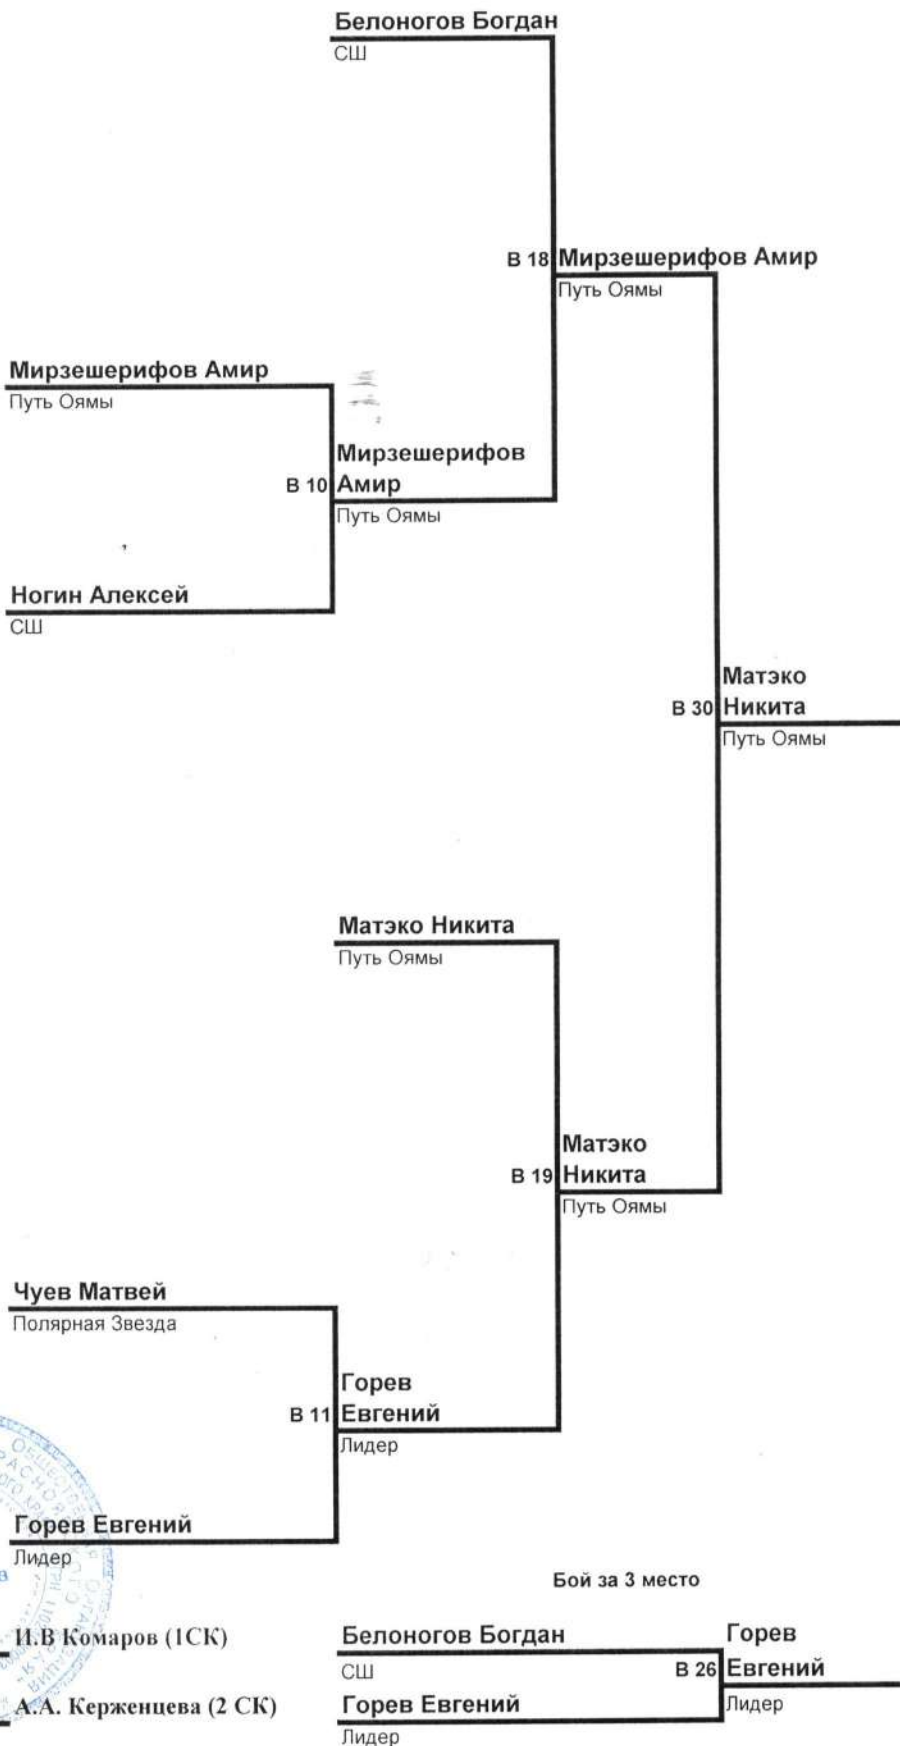 Белоногов Богдан
СШ
В 18 Мирзешерифов Амир
Путь Оямы
Мирзешерифов Амир
Путь Оямы
Мирзешерифов
В 10 Амир
Путь Оямы
Ногин Алексей
СШ
Матэко
В 30 Никита
Путь Оямы
Матэко Никита
Путь Оямы
Матэко
В 19 Никита
Путь Оямы
Чуев Матвей
Полярная Звезда
Горев
В 11 Евгений
Лидер
Горев Евгений
Лидер
Бой за 3 место
И.В Комаров (1СК)
А.А. Керженцева (2 СК)
Белоногов Богдан
СШ
Горев Евгений
Лидер
Горев
В 26 Евгений
Лидер